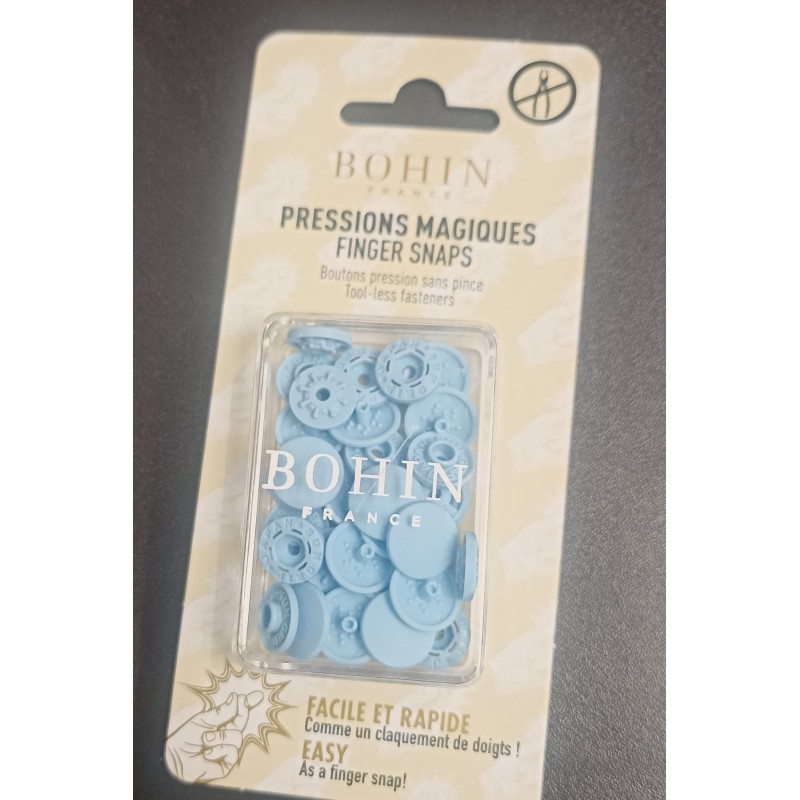 BOHIN
FRANCE
PRESSIONS MAGIQUES
FINGER SNAPS
Boutons pression sans pince
Tool-less fasteners
BOHIN
FRANCE
FACILE ET RAPIDE
Comme un claquement de doigts !
EASY
As a finger snap!